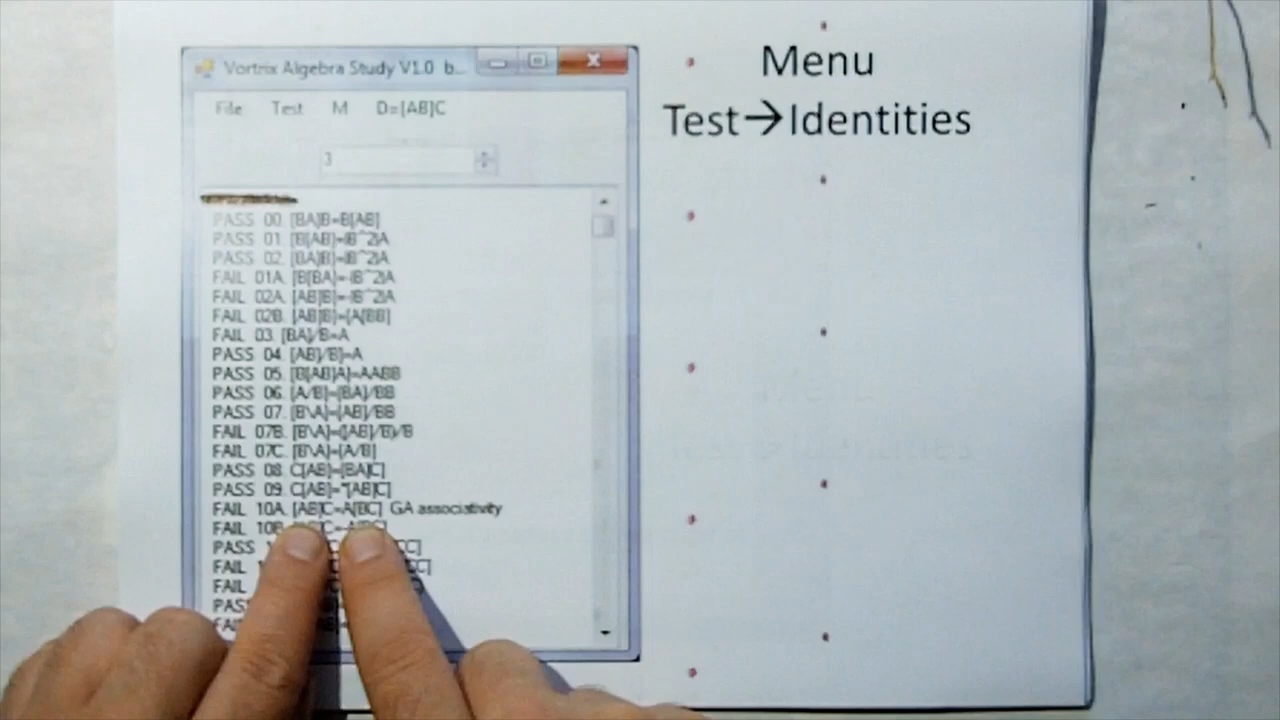 Vortrix Algebra Study V1.0 b...
File Test M D=[AB]C
3
PASS 00. [BA]B=B[AB]
PASS 01. [B[AB]=|B^2|A
PASS 02. [BA]B]=|B^2|A
FAIL 01A. [B[BA]=-|B^2|A
FAIL 02A. [AB]B]=-|B^2|A
FAIL 02B. [AB]B]=[A[BB]
FAIL 03. [BA]/B=A
PASS 04. [AB]/B]=A
PASS 05. [B[AB]A]=AABB
PASS 06. [A/B]=[BA]/BB
PASS 07. [B\A]=[AB]/BB
FAIL 07B. [B\A]=([AB]/B)/B
FAIL 07C. [B\A]=[A/B]
PASS 08. C[AB]=[BA]C]
PASS 09. C[AB]=*[AB]C]
FAIL 10A. [AB]C=A[BC] GA associativity
FAIL
PASS
FAIL
FAIL
Menu
Test→Identities